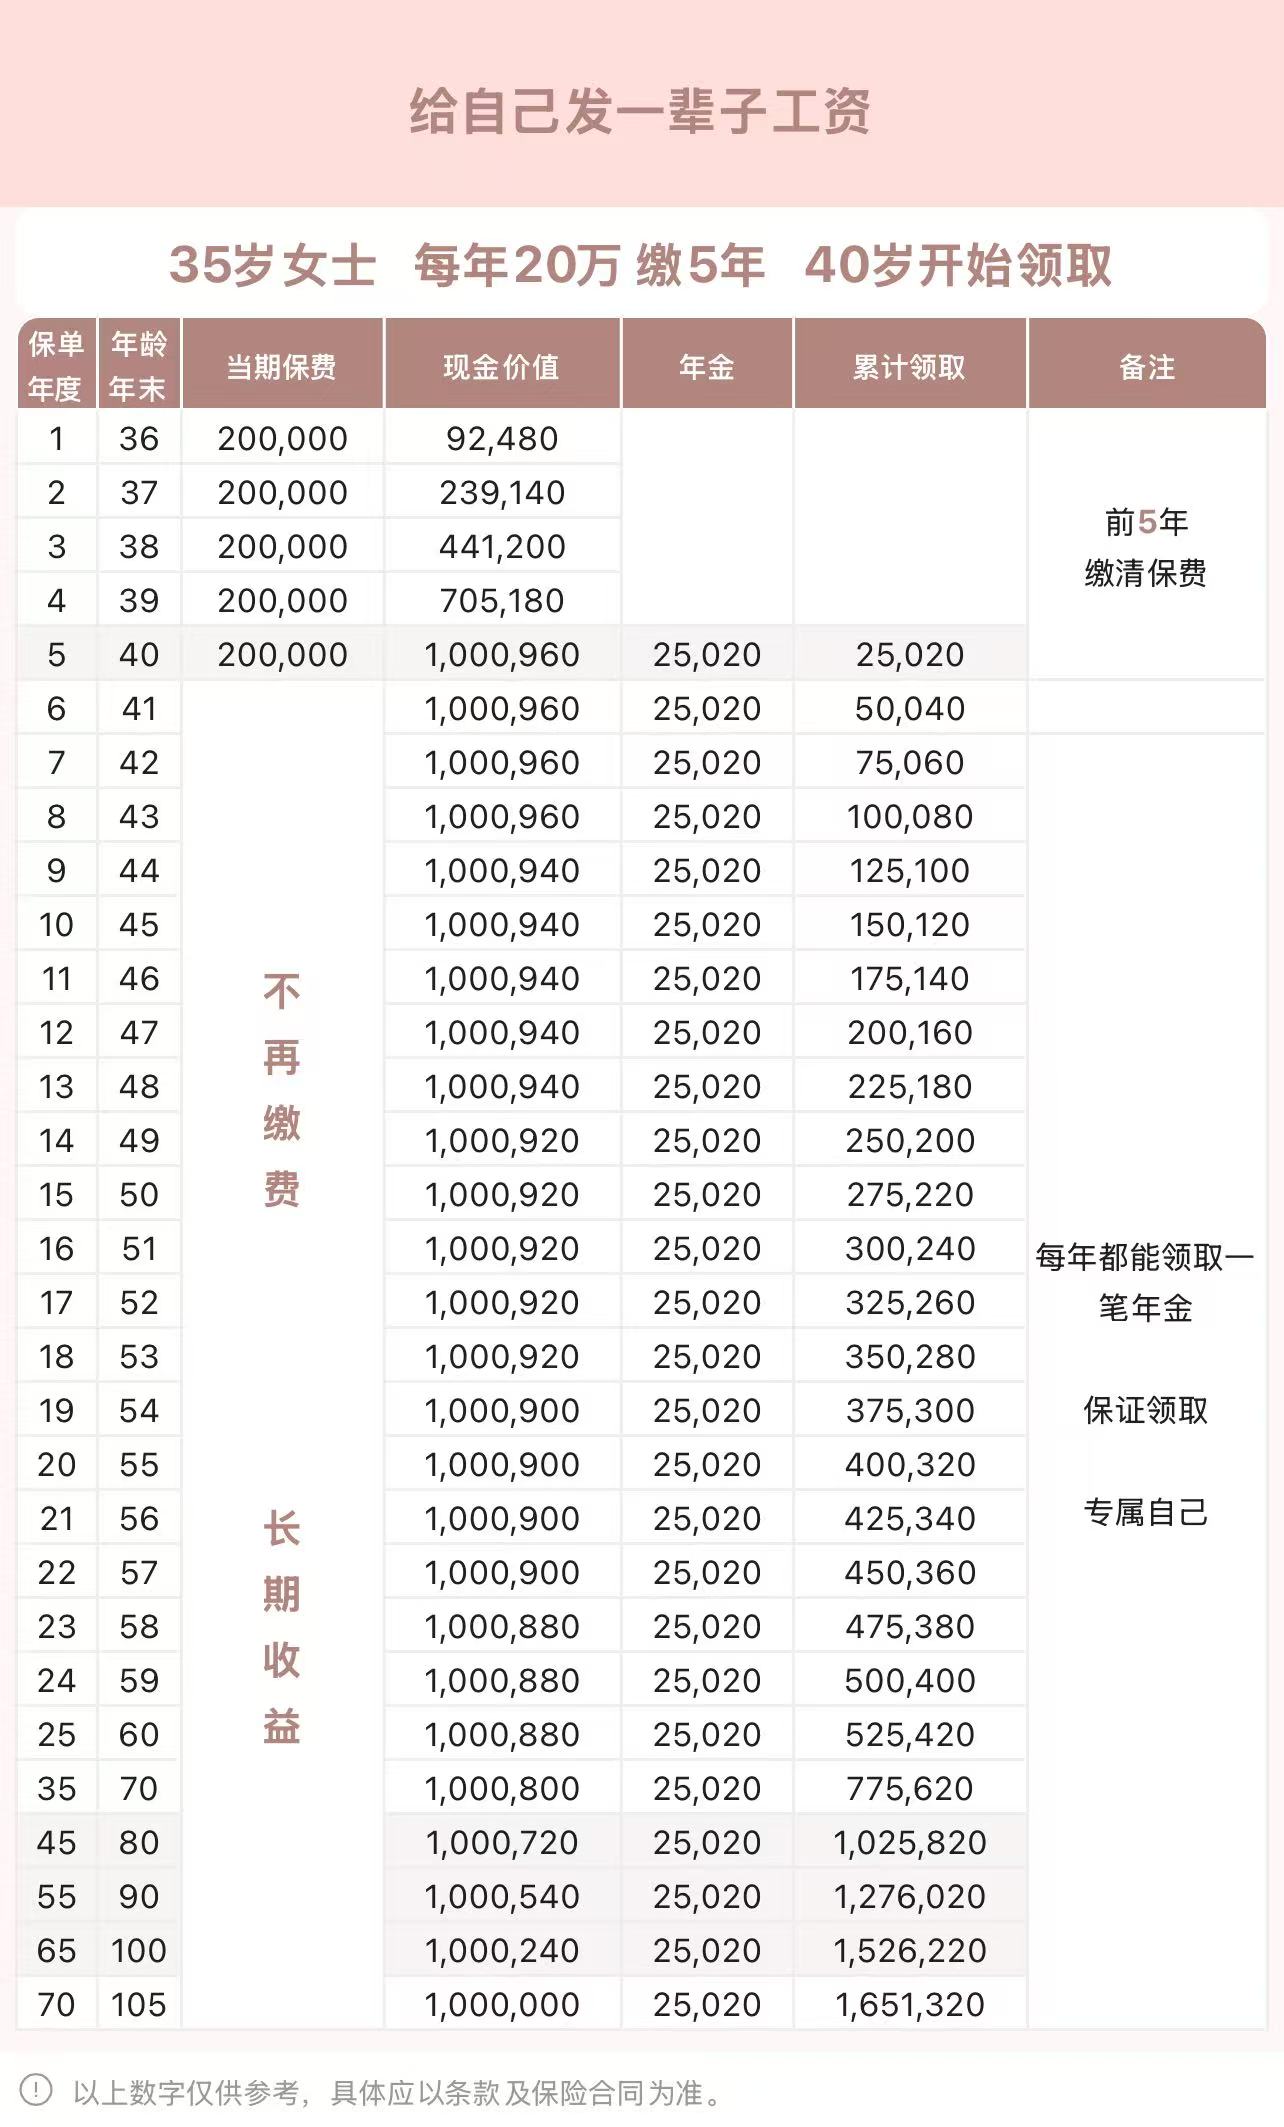 给自己发一辈子工资
35岁女士 每年20万 缴5年 40岁开始领取
保单年度 年龄年末 当期保费 现金价值 年金 累计领取 备注
1 36 200,000 92,480
2 37 200,000 239,140
3 38 200,000 441,200
4 39 200,000 705,180
5 40 200,000 1,000,960 25,020 25,020
前5年
缴清保费
6 41 1,000,960 25,020 50,040
7 42 1,000,960 25,020 75,060
8 43 1,000,960 25,020 100,080
9 44 1,000,940 25,020 125,100
10 45 1,000,940 25,020 150,120
11 46 1,000,940 25,020 175,140
12 47 1,000,940 25,020 200,160
13 48 1,000,940 25,020 225,180
14 49 1,000,920 25,020 250,200
15 50 1,000,920 25,020 275,220
16 51 1,000,920 25,020 300,240
17 52 1,000,920 25,020 325,260
18 53 1,000,920 25,020 350,280
19 54 1,000,900 25,020 375,300
20 55 1,000,900 25,020 400,320
21 56 1,000,900 25,020 425,340
22 57 1,000,900 25,020 450,360
23 58 1,000,880 25,020 475,380
24 59 1,000,880 25,020 500,400
25 60 1,000,880 25,020 525,420
35 70 1,000,800 25,020 775,620
45 80 1,000,720 25,020 1,025,820
55 90 1,000,540 25,020 1,276,020
65 100 1,000,240 25,020 1,526,220
70 105 1,000,000 25,020 1,651,320
不再缴费
长期收益
每年都能领取一
笔年金
保证领取
专属自己
以上数字仅供参考，具体应以条款及保险合同为准。